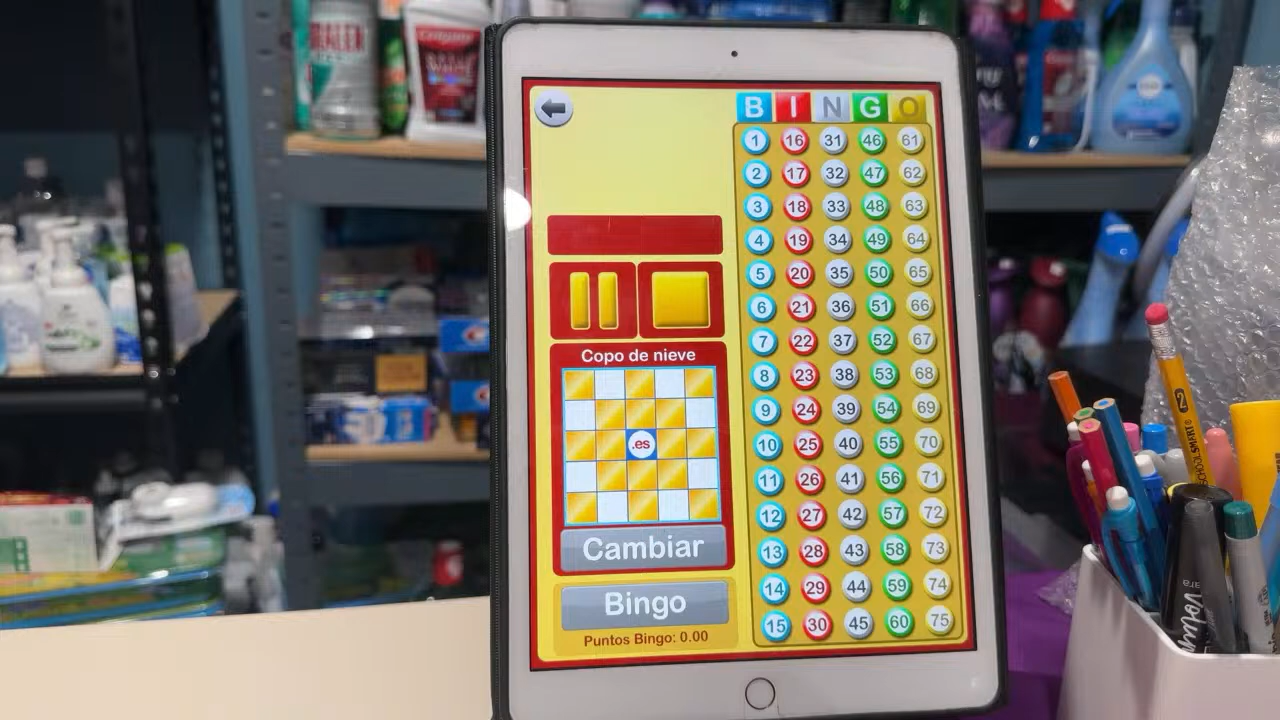 Colgate
B I N G O
1 16 31 46 61
2 17 32 47 62
3 18 33 48 63
4 19 34 49 64
5 20 35 50 65
6 21 36 51 66
7 22 37 52 67
8 23 38 53 68
9 24 39 54 69
10 25 40 55 70
11 26 41 56 71
12 27 42 57 72
13 28 43 58 73
14 29 44 59 74
15 30 45 60 75
Copo de nieve
.es
Cambiar
Bingo
Puntos Bingo: 0.00
2